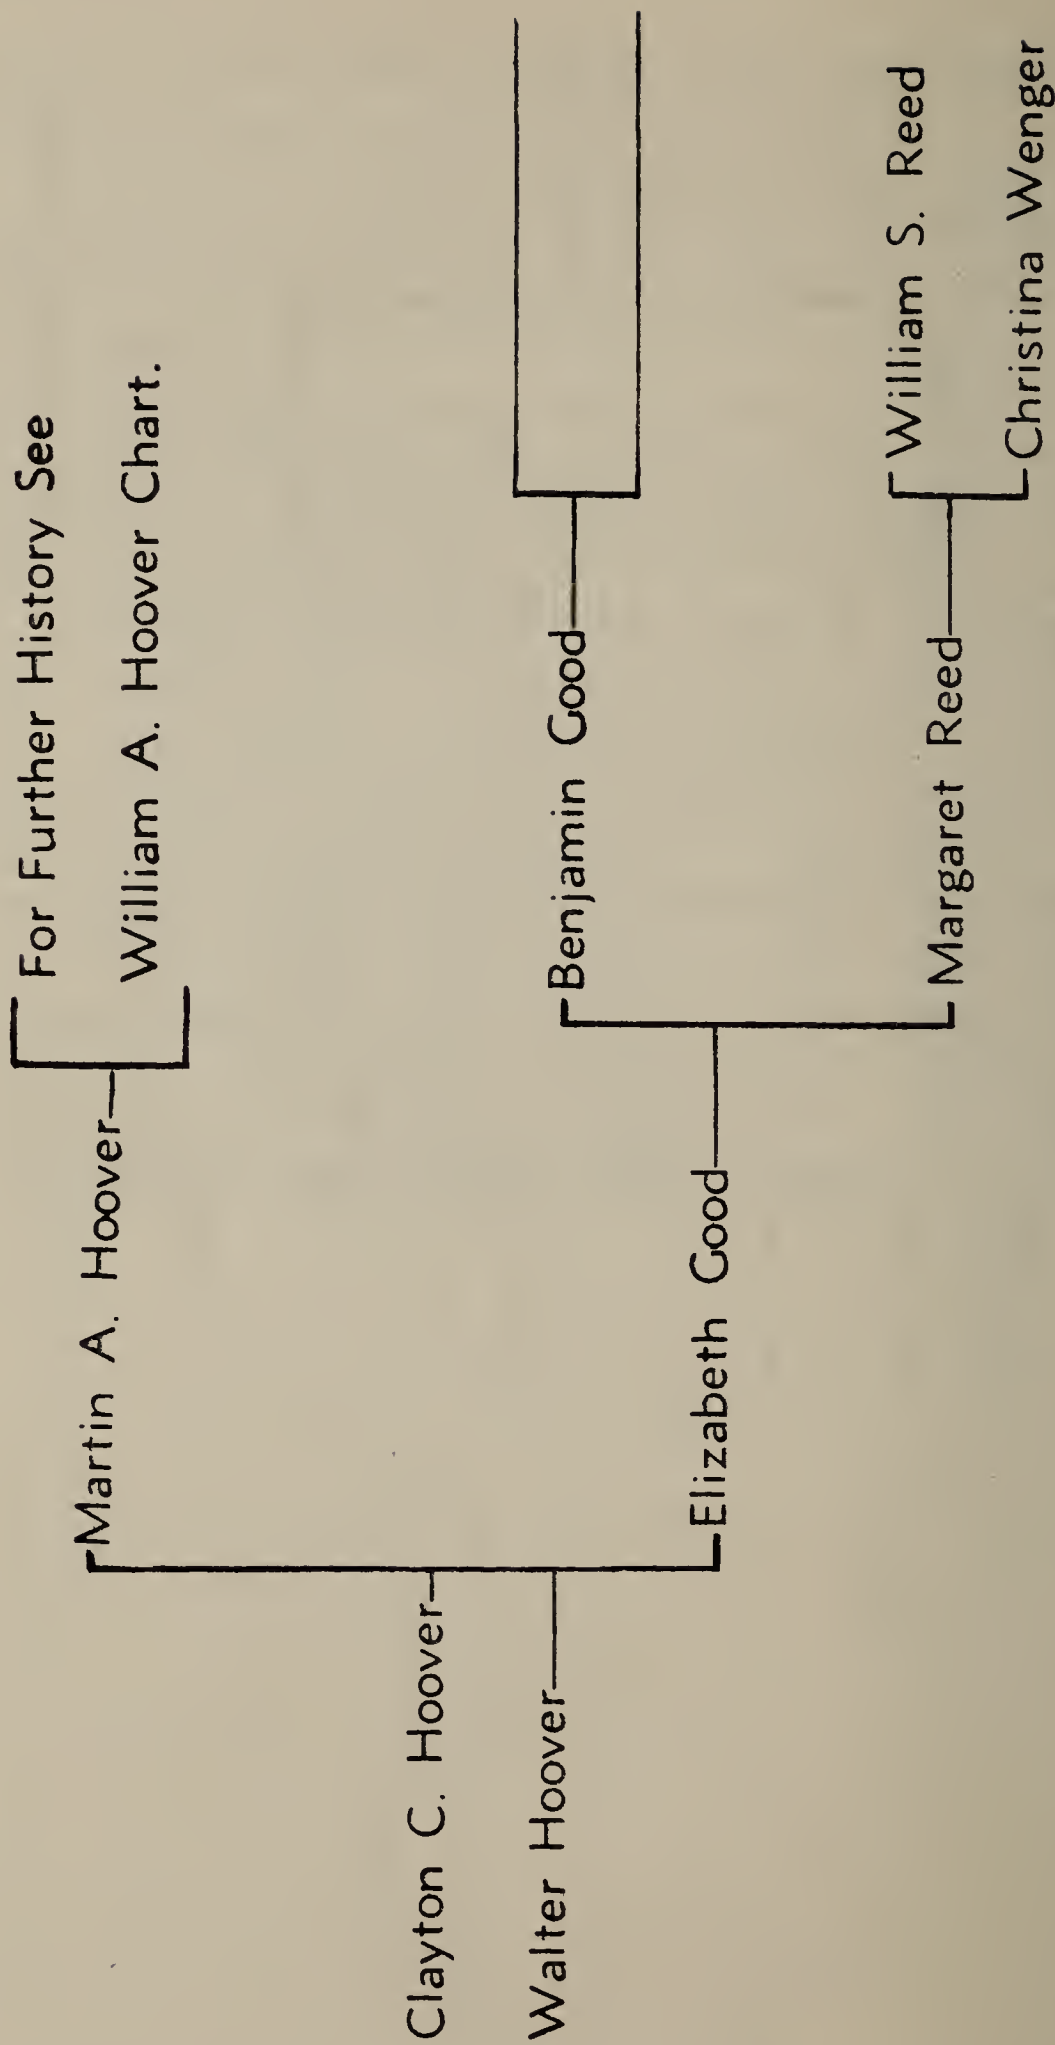 For Further History See
William A. Hoover Chart.
Martin A. Hoover
Clayton C. Hoover
Walter Hoover
Benjamin Good
Elizabeth Good
William S. Reed
Margaret Reed
Christina Wenger